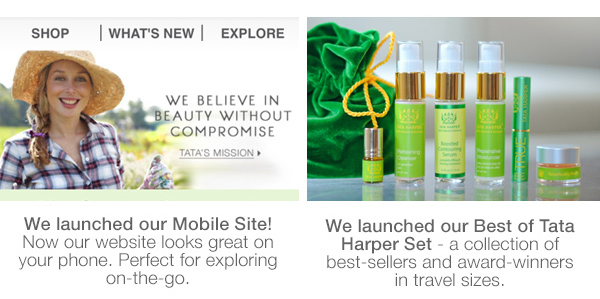 SHOP | WHAT'S NEW | EXPLORE
WE BELIEVE IN
BEAUTY WITHOUT
COMPROMISE
TATA'S MISSION
We launched our Mobile Site!
Now our website looks great on
your phone. Perfect for exploring
on-the-go.
We launched our Best of Tata
Harper Set - a collection of
best-sellers and award-winners
in travel sizes.